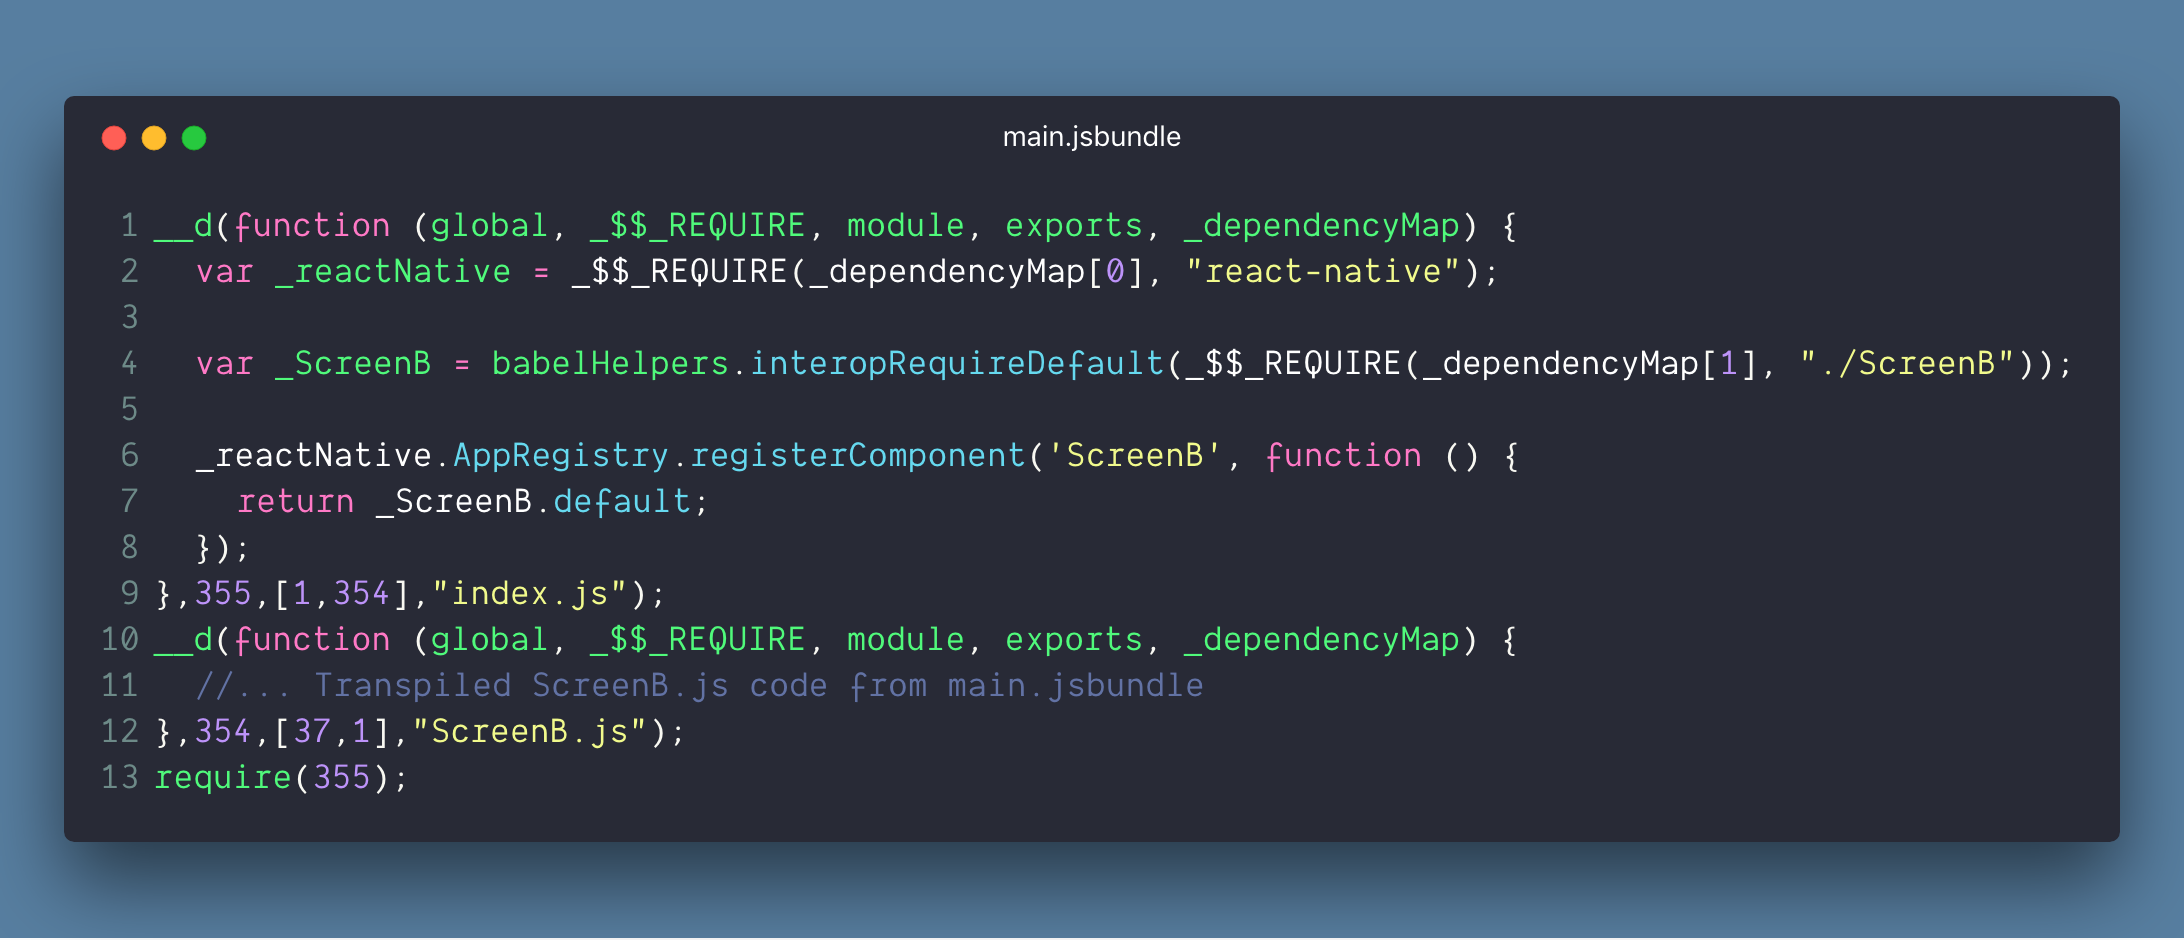 main.jsbundle
1 __d(function (global, _$$_REQUIRE, module, exports, _dependencyMap) {
2   var _reactNative = _$$_REQUIRE(_dependencyMap[0], "react-native");
3
4   var _ScreenB = babelHelpers.interopRequireDefault(_$$_REQUIRE(_dependencyMap[1], "./ScreenB"));
5
6   _reactNative.AppRegistry.registerComponent('ScreenB', function () {
7     return _ScreenB.default;
8   });
9 },355,[1,354],"index.js");
10 __d(function (global, _$$_REQUIRE, module, exports, _dependencyMap) {
11   //... Transpiled ScreenB.js code from main.jsbundle
12 },354,[37,1],"ScreenB.js");
13 require(355);